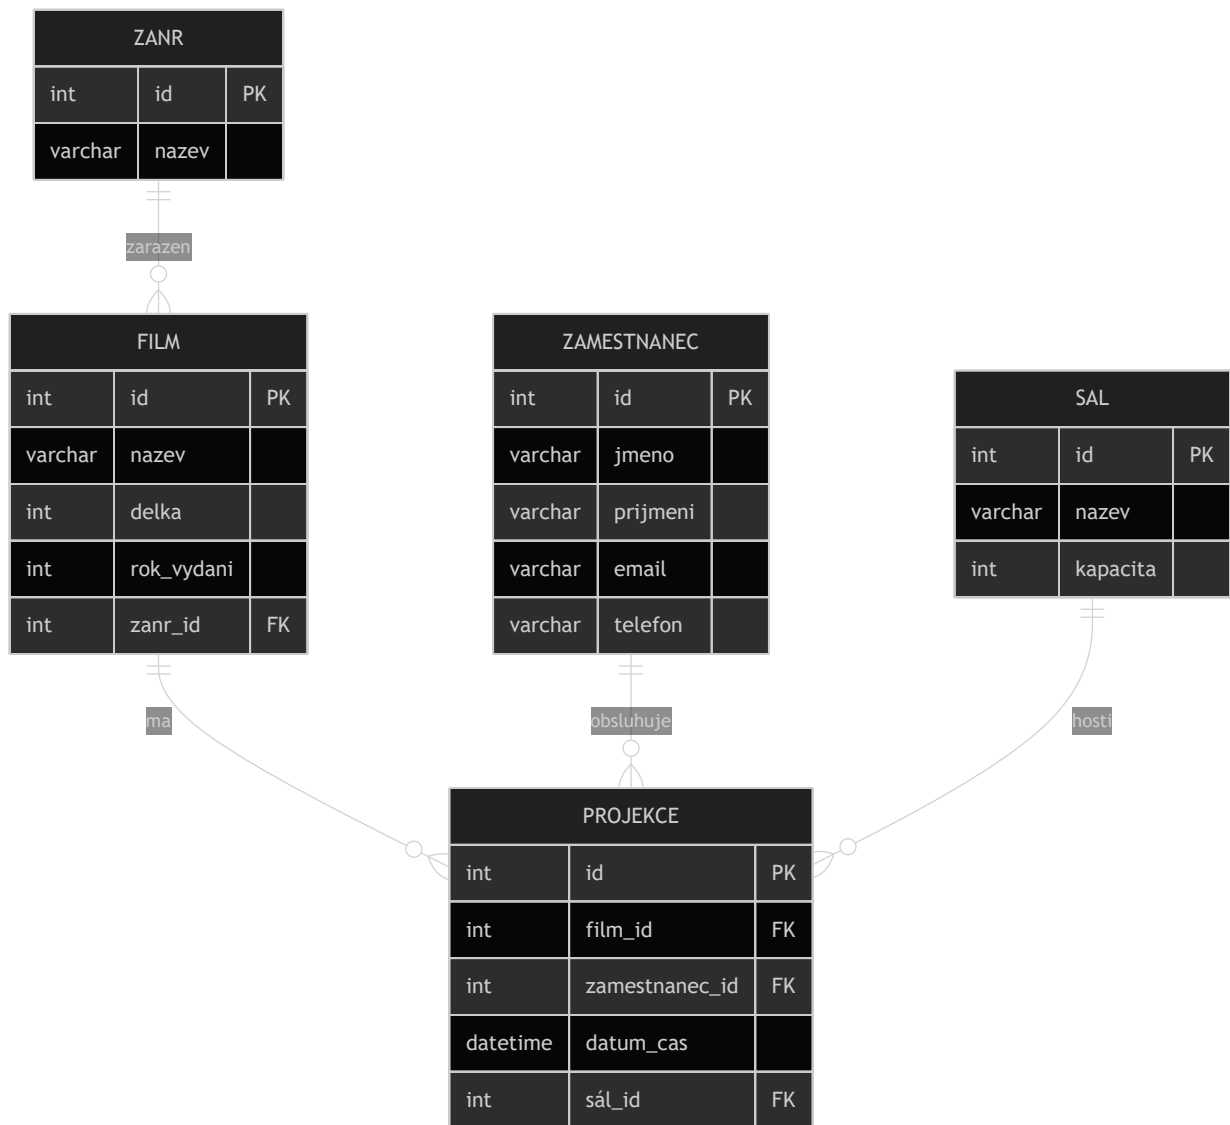 ZANR
int id PK
varchar nazev
zarazen
FILM
int id PK
varchar nazev
int delka
int rok_vydani
int zanr_id FK
ZAMESTNANEC
int id PK
varchar jmeno
varchar prijmeni
varchar email
varchar telefon
SAL
int id PK
varchar nazev
int kapacita
ma
obsluhuje
hosti
PROJEKCE
int id PK
int film_id FK
int zamestnanec_id FK
datetime datum_cas
int sál_id FK